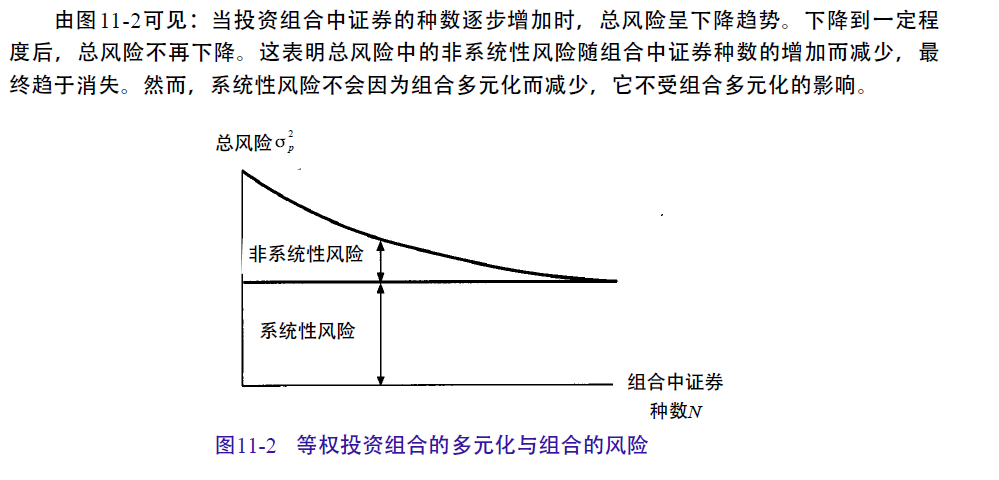 由图11-2可见：当投资组合中证券的种数逐步增加时，总风险呈下降趋势。下降到一定程
度后，总风险不再下降。这表明总风险中的非系统性风险随组合中证券种数的增加而减少，最
终趋于消失。然而，系统性风险不会因为组合多元化而减少，它不受组合多元化的影响。
总风险σ²ₚ
非系统性风险
系统性风险
组合中证券
种数N
图11-2 等权投资组合的多元化与组合的风险